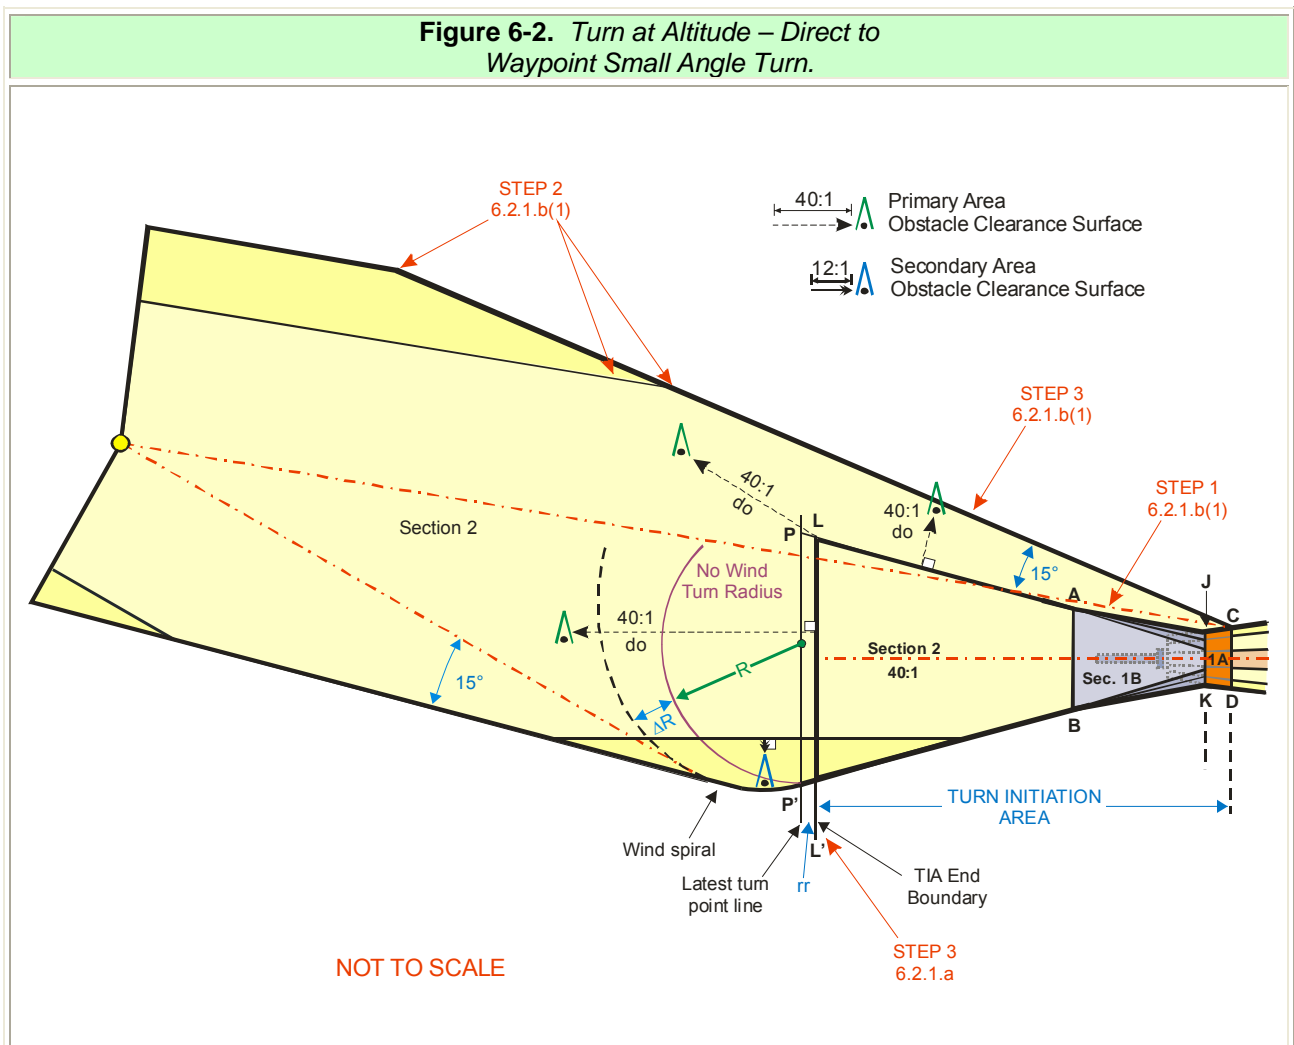 Figure 6-2. Turn at Altitude – Direct to
Waypoint Small Angle Turn.
STEP 2
6.2.1.b(1)
40:1
Primary Area
Obstacle Clearance Surface
12:1
Secondary Area
Obstacle Clearance Surface
STEP 3
6.2.1.b(1)
STEP 1
6.2.1.b(1)
40:1
do
40:1
do
Section 2
P
L
No Wind
Turn Radius
15°
A
J
C
40:1
do
R
Section 2
40:1
Sec. 1B
1A
K
D
B
15°
ΔR
P'
TURN INITIATION
AREA
Wind spiral
L'
Latest turn
point line
rr
TIA End
Boundary
STEP 3
6.2.1.a
NOT TO SCALE